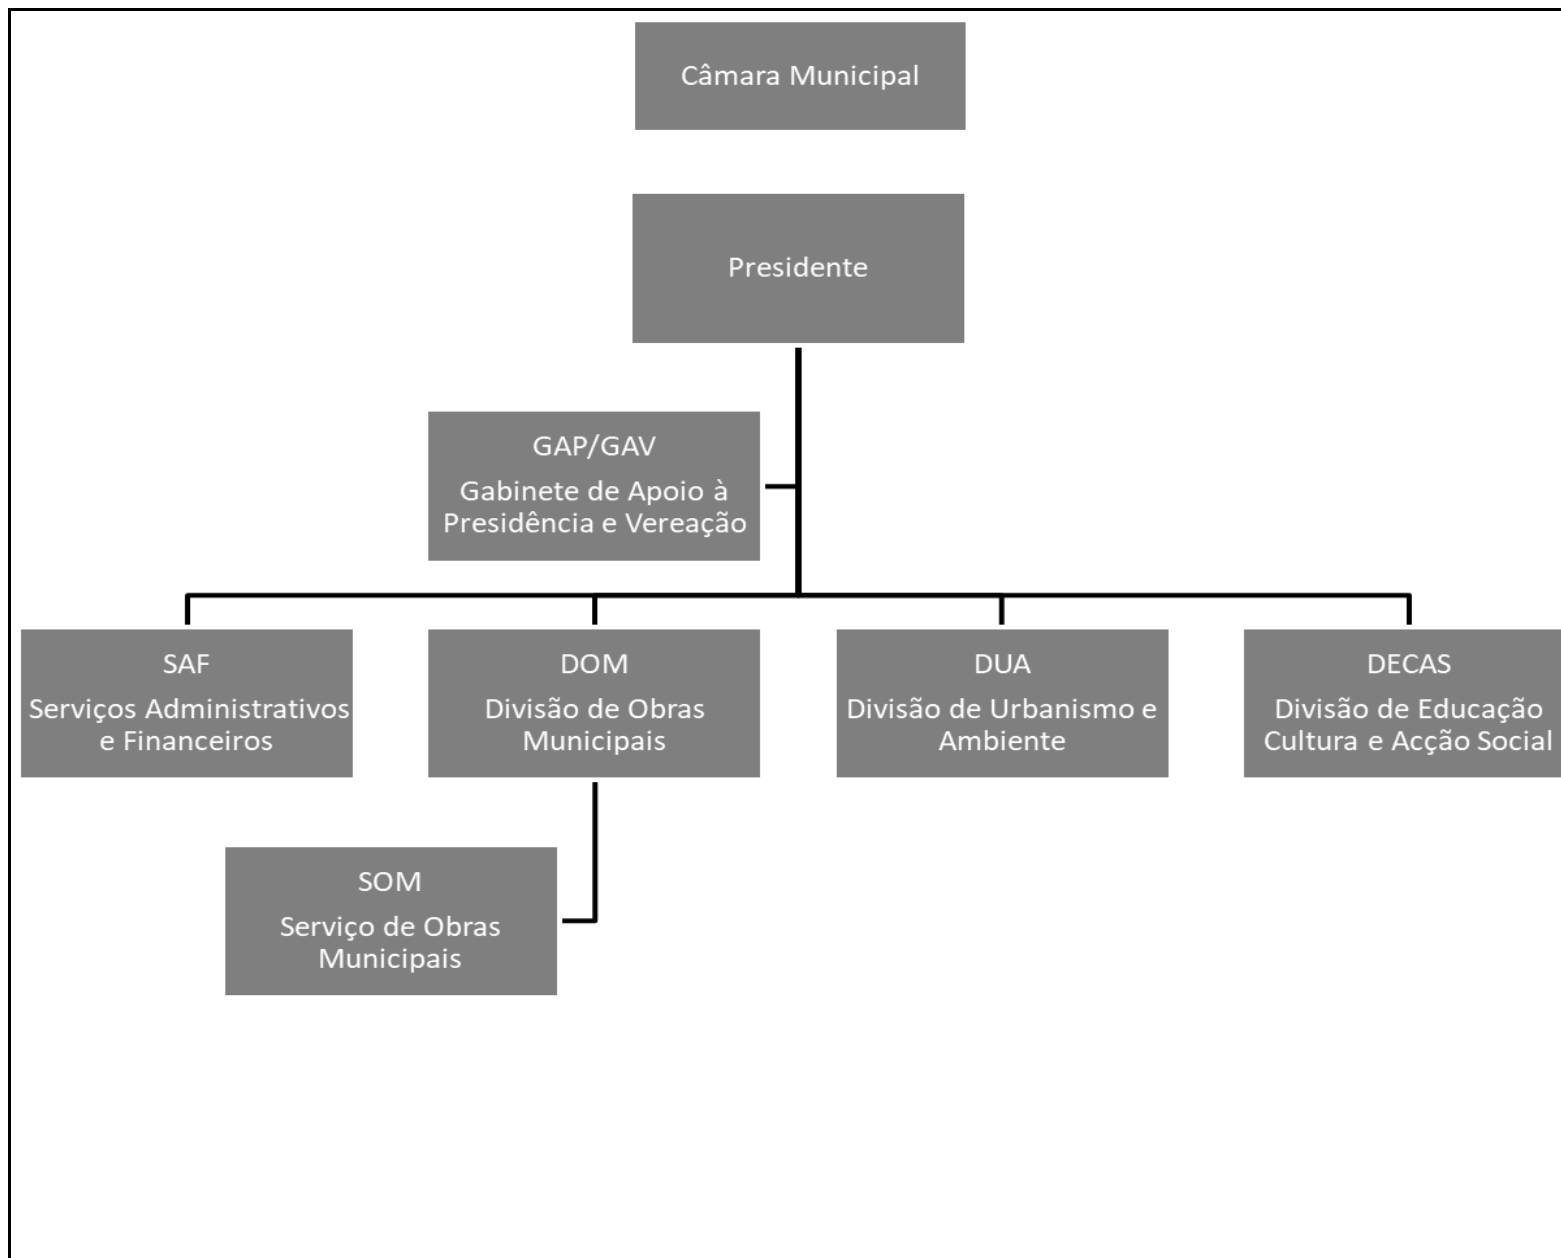 Câmara Municipal
Presidente
GAP/GAV
Gabinete de Apoio à
Presidência e Vereação
SAF
Serviços Administrativos
e Financeiros
DOM
Divisão de Obras
Municipais
DUA
Divisão de Urbanismo e
Ambiente
DECAS
Divisão de Educação
Cultura e Acção Social
SOM
Serviço de Obras
Municipais